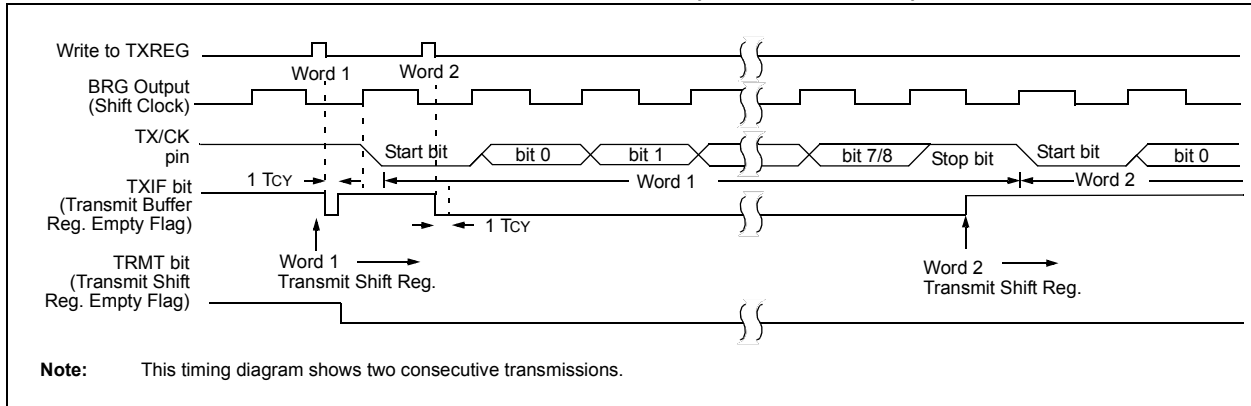 Write to TXREG
Word 1 Word 2
BRG Output
(Shift Clock)
TX/CK
pin
Start bit bit 0 bit 1 bit 7/8 Stop bit Start bit bit 0
1 TCY Word 1 Word 2
TXIF bit
(Transmit Buffer
Reg. Empty Flag)
1 TCY
Word 1
Transmit Shift Reg.
Word 2
Transmit Shift Reg.
TRMT bit
(Transmit Shift
Reg. Empty Flag)
Note: This timing diagram shows two consecutive transmissions.